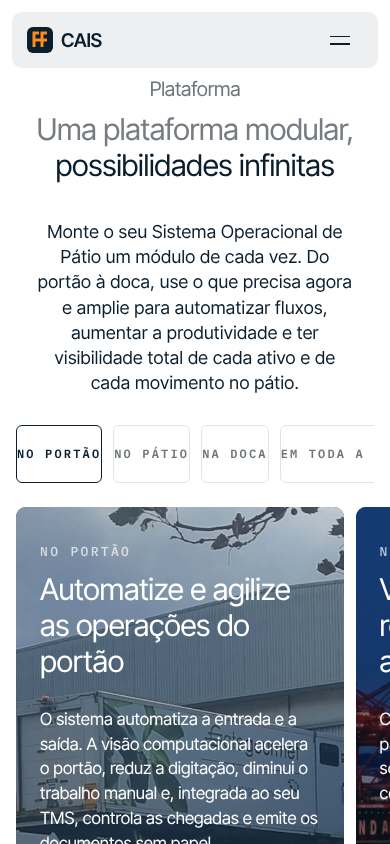 CAIS
Plataforma
Uma plataforma modular,
possibilidades infinitas
Monte o seu Sistema Operacional de
Pátio um módulo de cada vez. Do
portão à doca, use o que precisa agora
e amplie para automatizar fluxos,
aumentar a produtividade e ter
visibilidade total de cada ativo e de
cada movimento no pátio.
NO PORTÃO
NO PÁTIO
NA DOCA
EM TODA A
NO PORTÃO
Automatize e agilize
as operações do
portão
O sistema automatiza a entrada e a
saída. A visão computacional acelera
o portão, reduz a digitação, diminui o
trabalho manual e, integrada ao seu
TMS, controla as chegadas e emite os
documentos sem papel